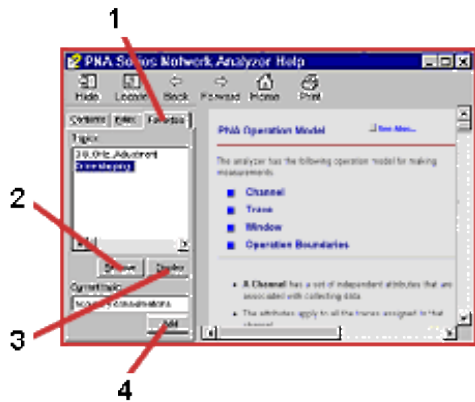 1
PNA Series Network Analyzer Help
Hide Locate Back Forward Home Print
Contents Index Favorites
Topics:
2
Remove Display
Current topic:
3
Add
4
PNA Operation Model
See Also...
The analyzer has the following operation model for making
measurements.
Channel
Trace
Window
Operation Boundaries
A Channel has a set of independent attributes that are
associated with collecting data.
The attributes apply to all the traces assigned to that
channel.